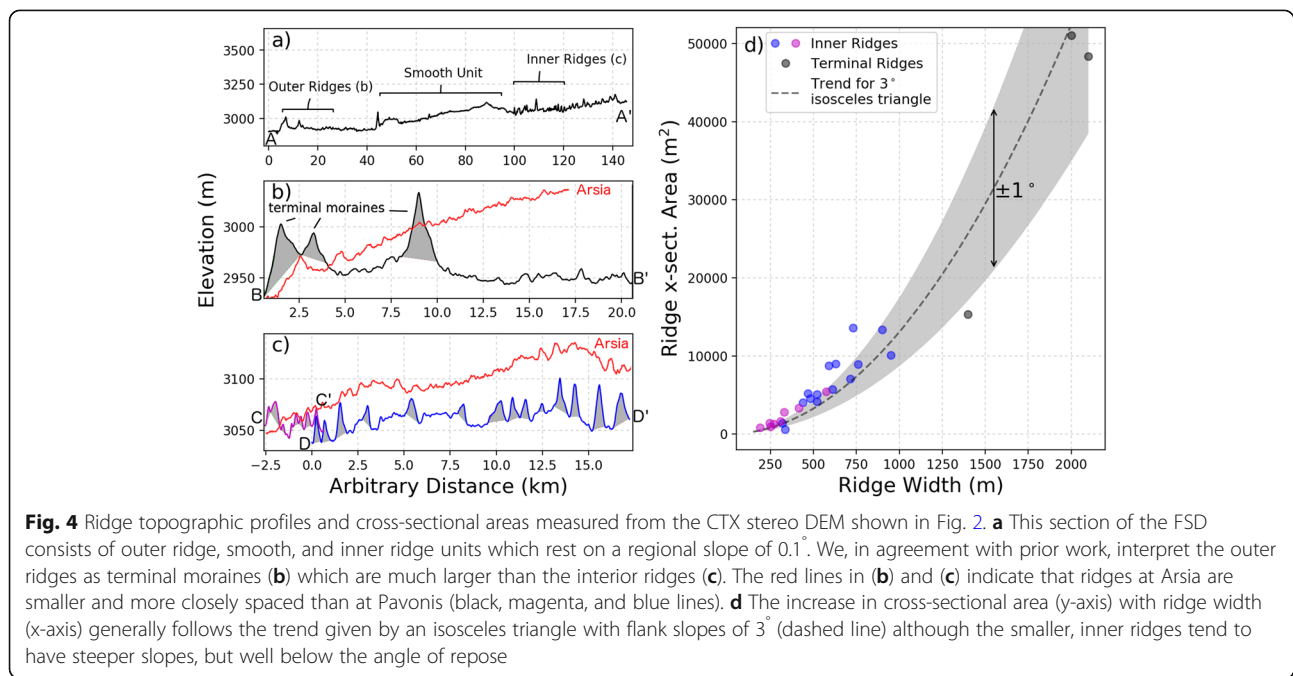 a)
3500
3250
3000
Outer Ridges (b)
Smooth Unit
Inner Ridges (c)
A
A'
0 20 40 60 80 100 120 140
b)
terminal moraines
Arsia
3000
2950
B
B'
2.5 5.0 7.5 10.0 12.5 15.0 17.5 20.0
c)
Arsia
3100
3050
C
C'
D
D'
−2.5 0.0 2.5 5.0 7.5 10.0 12.5 15.0
Elevation (m)
Arbitrary Distance (km)
d)
Inner Ridges
Terminal Ridges
Trend for 3°
isosceles triangle
±1°
50000
40000
30000
20000
10000
0
250 500 750 1000 1250 1500 1750 2000
Ridge x-sect. Area (m²)
Ridge Width (m)
Fig. 4 Ridge topographic profiles and cross-sectional areas measured from the CTX stereo DEM shown in Fig. 2. a This section of the FSD
consists of outer ridge, smooth, and inner ridge units which rest on a regional slope of 0.1°. We, in agreement with prior work, interpret the outer
ridges as terminal moraines (b) which are much larger than the interior ridges (c). The red lines in (b) and (c) indicate that ridges at Arsia are
smaller and more closely spaced than at Pavonis (black, magenta, and blue lines). d The increase in cross-sectional area (y-axis) with ridge width
(x-axis) generally follows the trend given by an isosceles triangle with flank slopes of 3° (dashed line) although the smaller, inner ridges tend to
have steeper slopes, but well below the angle of repose